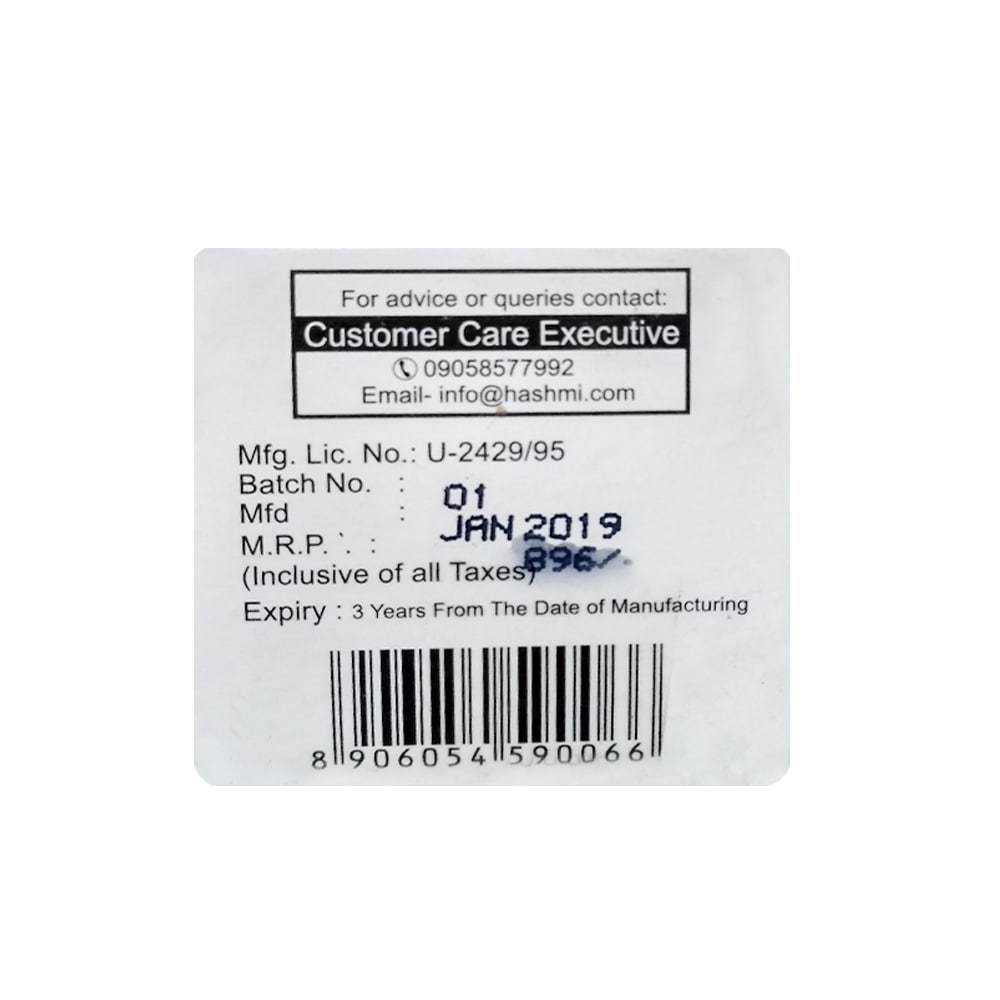 For advice or queries contact:
Customer Care Executive
09058577992
Email- info@hashmi.com
Mfg. Lic. No.: U-2429/95
Batch No. : 01
Mfd : JAN 2019
M.R.P. : 896/-
(Inclusive of all Taxes)
Expiry : 3 Years From The Date of Manufacturing
8 906054 590066